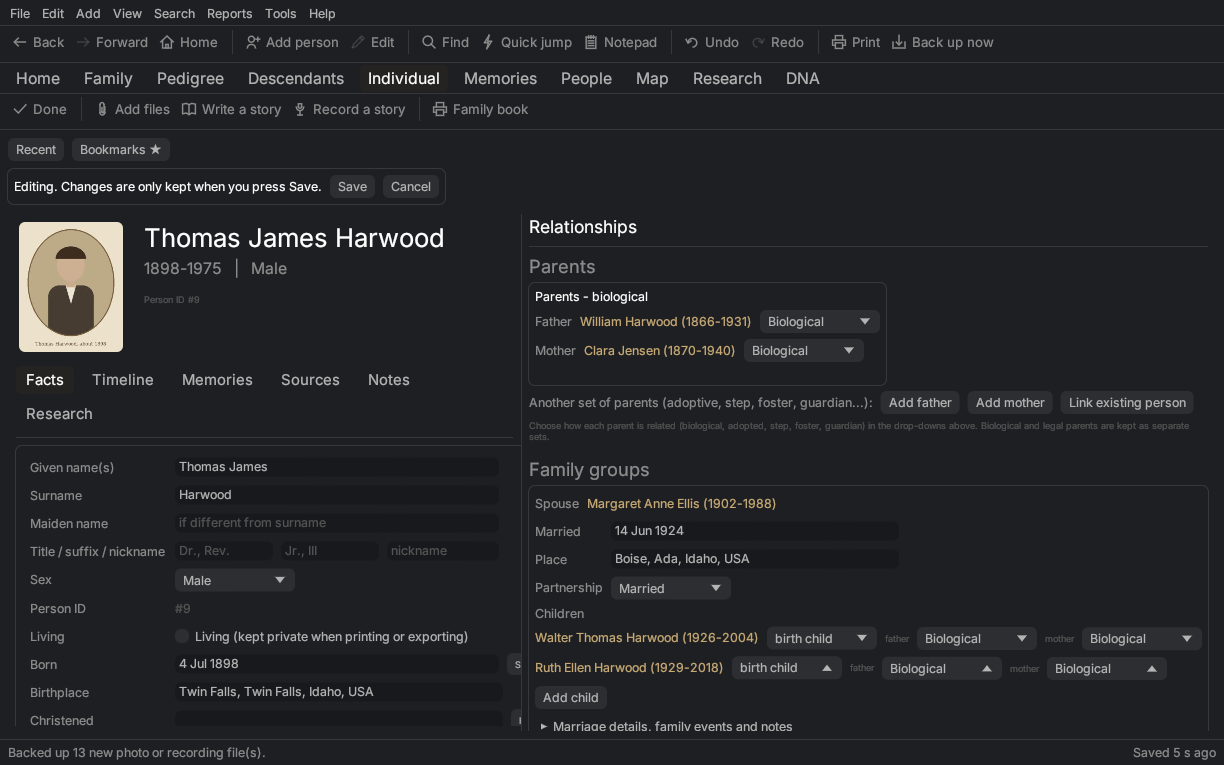 File Edit Add View Search Reports Tools Help
Back Forward Home Add person Edit Find Quick jump Notepad Undo Redo Print Back up now
Home Family Pedigree Descendants Individual Memories People Map Research DNA
Done Add files Write a story Record a story Family book
Recent Bookmarks ★
Editing. Changes are only kept when you press Save. Save Cancel
Thomas James Harwood
1898-1975 | Male
Person ID #9
Thomas Harwood, about 1898
Facts Timeline Memories Sources Notes
Research
Given name(s) Thomas James
Surname Harwood
Maiden name if different from surname
Title / suffix / nickname Dr., Rev. Jr., III nickname
Sex Male
Person ID #9
Living Living (kept private when printing or exporting)
Born 4 Jul 1898
Birthplace Twin Falls, Twin Falls, Idaho, USA
Christened
Relationships
Parents
Parents - biological
Father William Harwood (1866-1931) Biological
Mother Clara Jensen (1870-1940) Biological
Another set of parents (adoptive, step, foster, guardian...): Add father Add mother Link existing person
Choose how each parent is related (biological, adopted, step, foster, guardian) in the drop-downs above. Biological and legal parents are kept as separate
sets.
Family groups
Spouse Margaret Anne Ellis (1902-1988)
Married 14 Jun 1924
Place Boise, Ada, Idaho, USA
Partnership Married
Children
Walter Thomas Harwood (1926-2004) birth child father Biological mother Biological
Ruth Ellen Harwood (1929-2018) birth child father Biological mother Biological
Add child
▸ Marriage details, family events and notes
Backed up 13 new photo or recording file(s). Saved 5 s ago